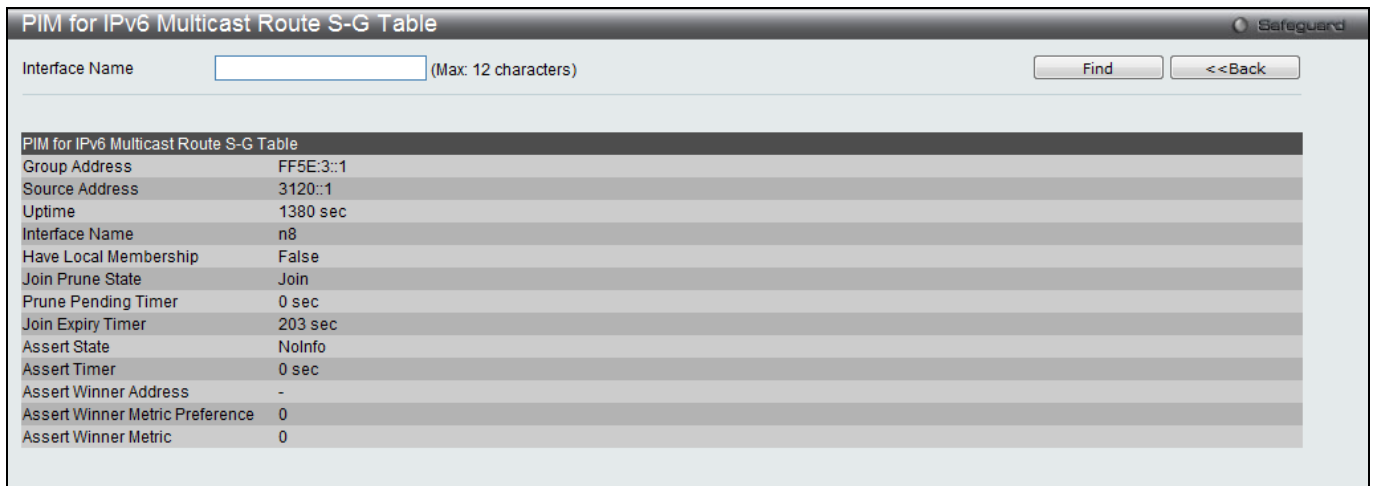 PIM for IPv6 Multicast Route S-G Table Safeguard
Interface Name (Max: 12 characters) Find <<Back
PIM for IPv6 Multicast Route S-G Table
Group Address FF5E:3::1
Source Address 3120::1
Uptime 1380 sec
Interface Name n8
Have Local Membership False
Join Prune State Join
Prune Pending Timer 0 sec
Join Expiry Timer 203 sec
Assert State NoInfo
Assert Timer 0 sec
Assert Winner Address -
Assert Winner Metric Preference 0
Assert Winner Metric 0